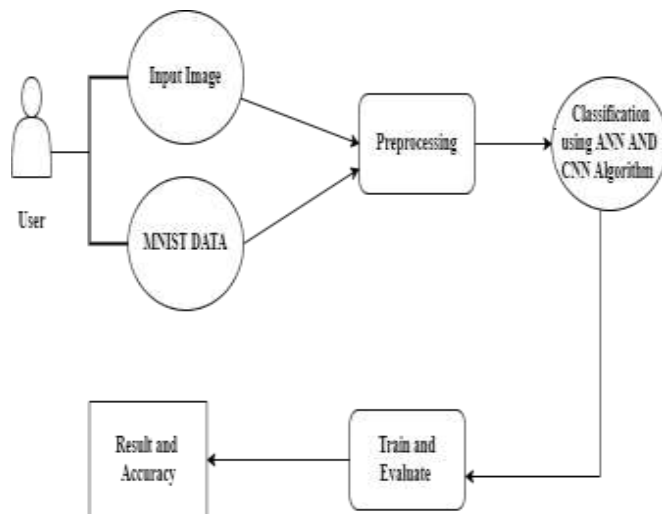 Input Image
User
MNIST DATA
Preprocessing
Classification
using ANN AND
CNN Algorithm
Train and
Evaluate
Result and
Accuracy